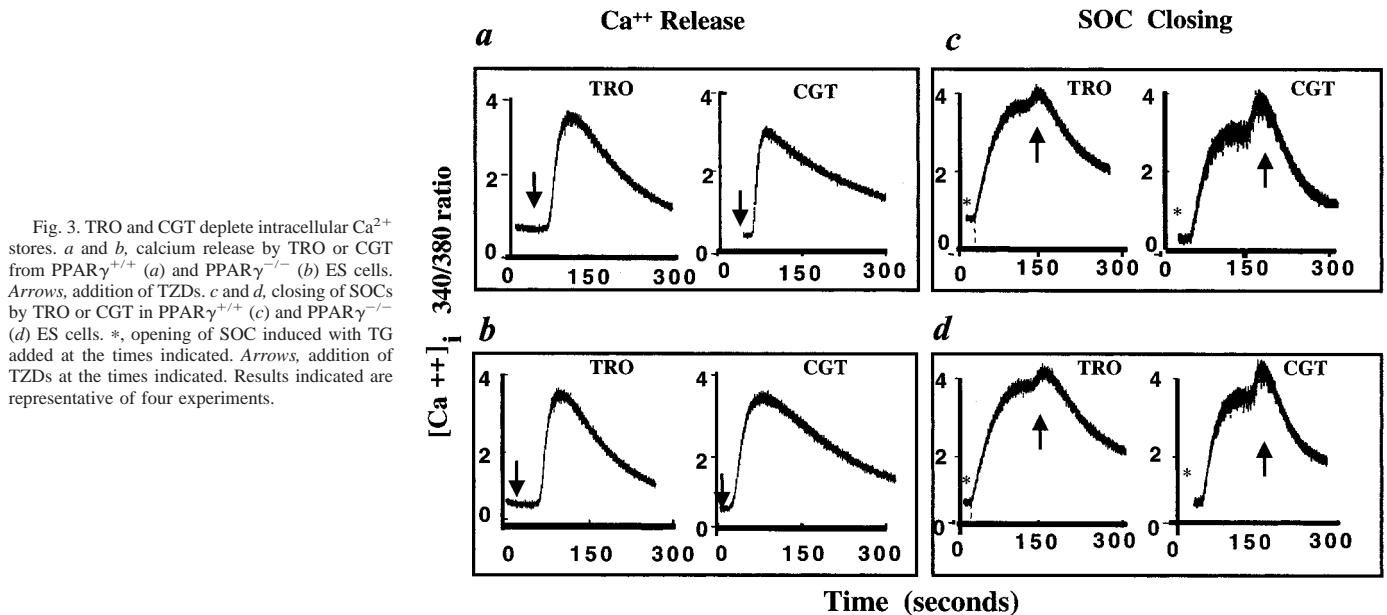 Ca++ Release
SOC Closing
a
TRO
CGT
4
2
0
0 150 300
4
2
0
0 150 300
c
TRO
CGT
4
2
0
0 150 300
4
2
0
0 150 300
b
TRO
CGT
4
2
0
0 150 300
4
2
0
0 150 300
d
TRO
CGT
4
2
0
0 150 300
4
2
0
0 150 300
*
*
*
*
[Ca ++]i 340/380 ratio
Time (seconds)
Fig. 3. TRO and CGT deplete intracellular Ca2+
stores. a and b, calcium release by TRO or CGT
from PPARγ+/+ (a) and PPARγ−/− (b) ES cells.
Arrows, addition of TZDs. c and d, closing of SOCs
by TRO or CGT in PPARγ+/+ (c) and PPARγ−/−
(d) ES cells. *, opening of SOC induced with TG
added at the times indicated. Arrows, addition of
TZDs at the times indicated. Results indicated are
representative of four experiments.